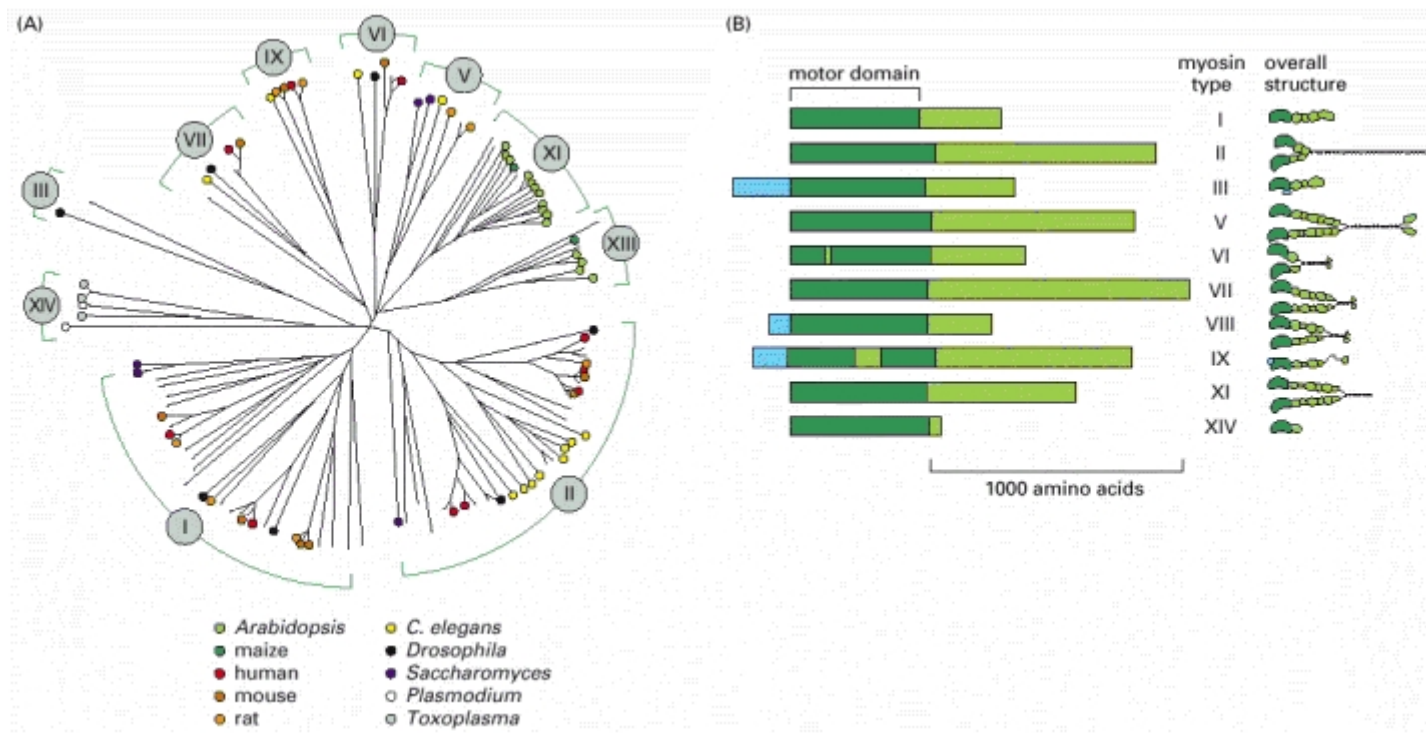 (A)
IX
VI
V
VII
XI
III
XIII
XIV
I
II
Arabidopsis
maize
human
mouse
rat
C. elegans
Drosophila
Saccharomyces
Plasmodium
Toxoplasma
(B)
motor domain
myosin type
overall structure
I
II
III
V
VI
VII
VIII
IX
XI
XIV
1000 amino acids